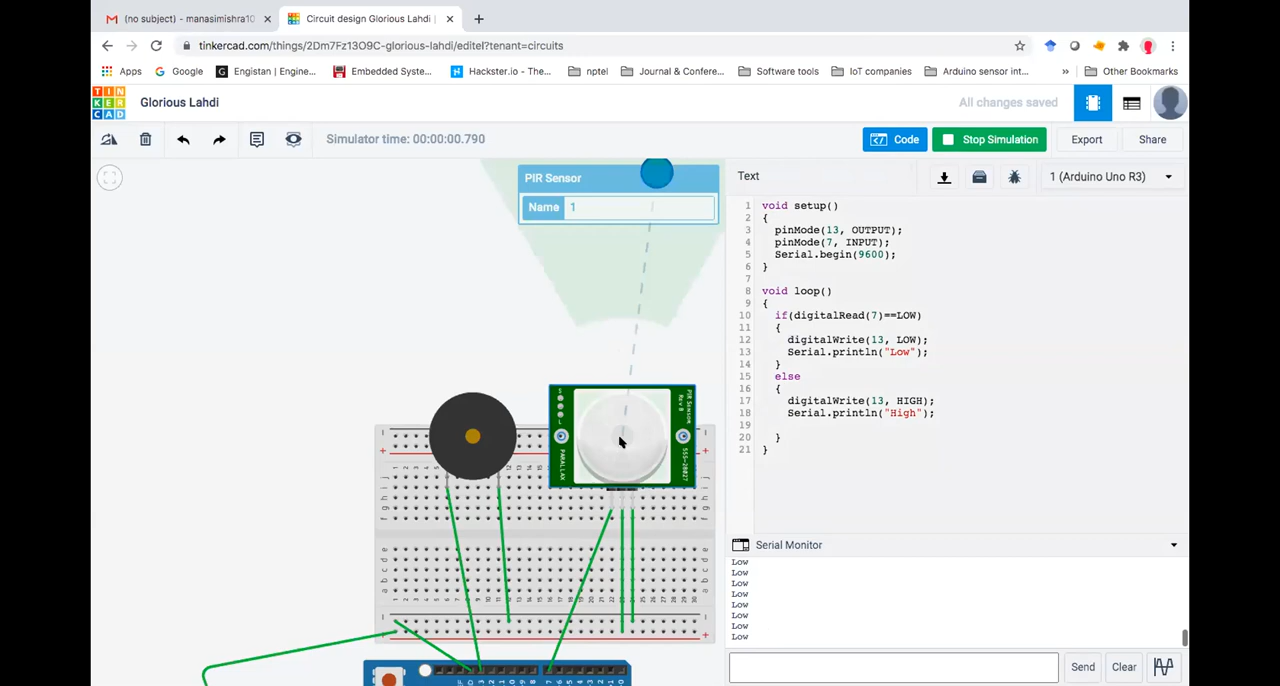 (no subject) - manasimishra10
Circuit design Glorious Lahdi |
tinkercad.com/things/2Dm7Fz13O9C-glorious-lahdi/editel?tenant=circuits
Apps Google Engistan | Engine... Embedded Syste... Hackster.io - The... nptel Journal & Confere... Software tools IoT companies Arduino sensor int... » Other Bookmarks
TIN
KER
CAD
Glorious Lahdi
All changes saved
Simulator time: 00:00:00.790
Code
Stop Simulation
Export
Share
PIR Sensor
Name 1
Text
1 (Arduino Uno R3)
1 void setup()
2 {
3 pinMode(13, OUTPUT);
4 pinMode(7, INPUT);
5 Serial.begin(9600);
6 }
7
8 void loop()
9 {
10 if(digitalRead(7)==LOW)
11 {
12 digitalWrite(13, LOW);
13 Serial.println("Low");
14 }
15 else
16 {
17 digitalWrite(13, HIGH);
18 Serial.println("High");
19
20 }
21 }
PIR SENSOR
Rev B
PARALLAX
555-28027
Serial Monitor
Low
Low
Low
Low
Low
Low
Low
Low
Send
Clear